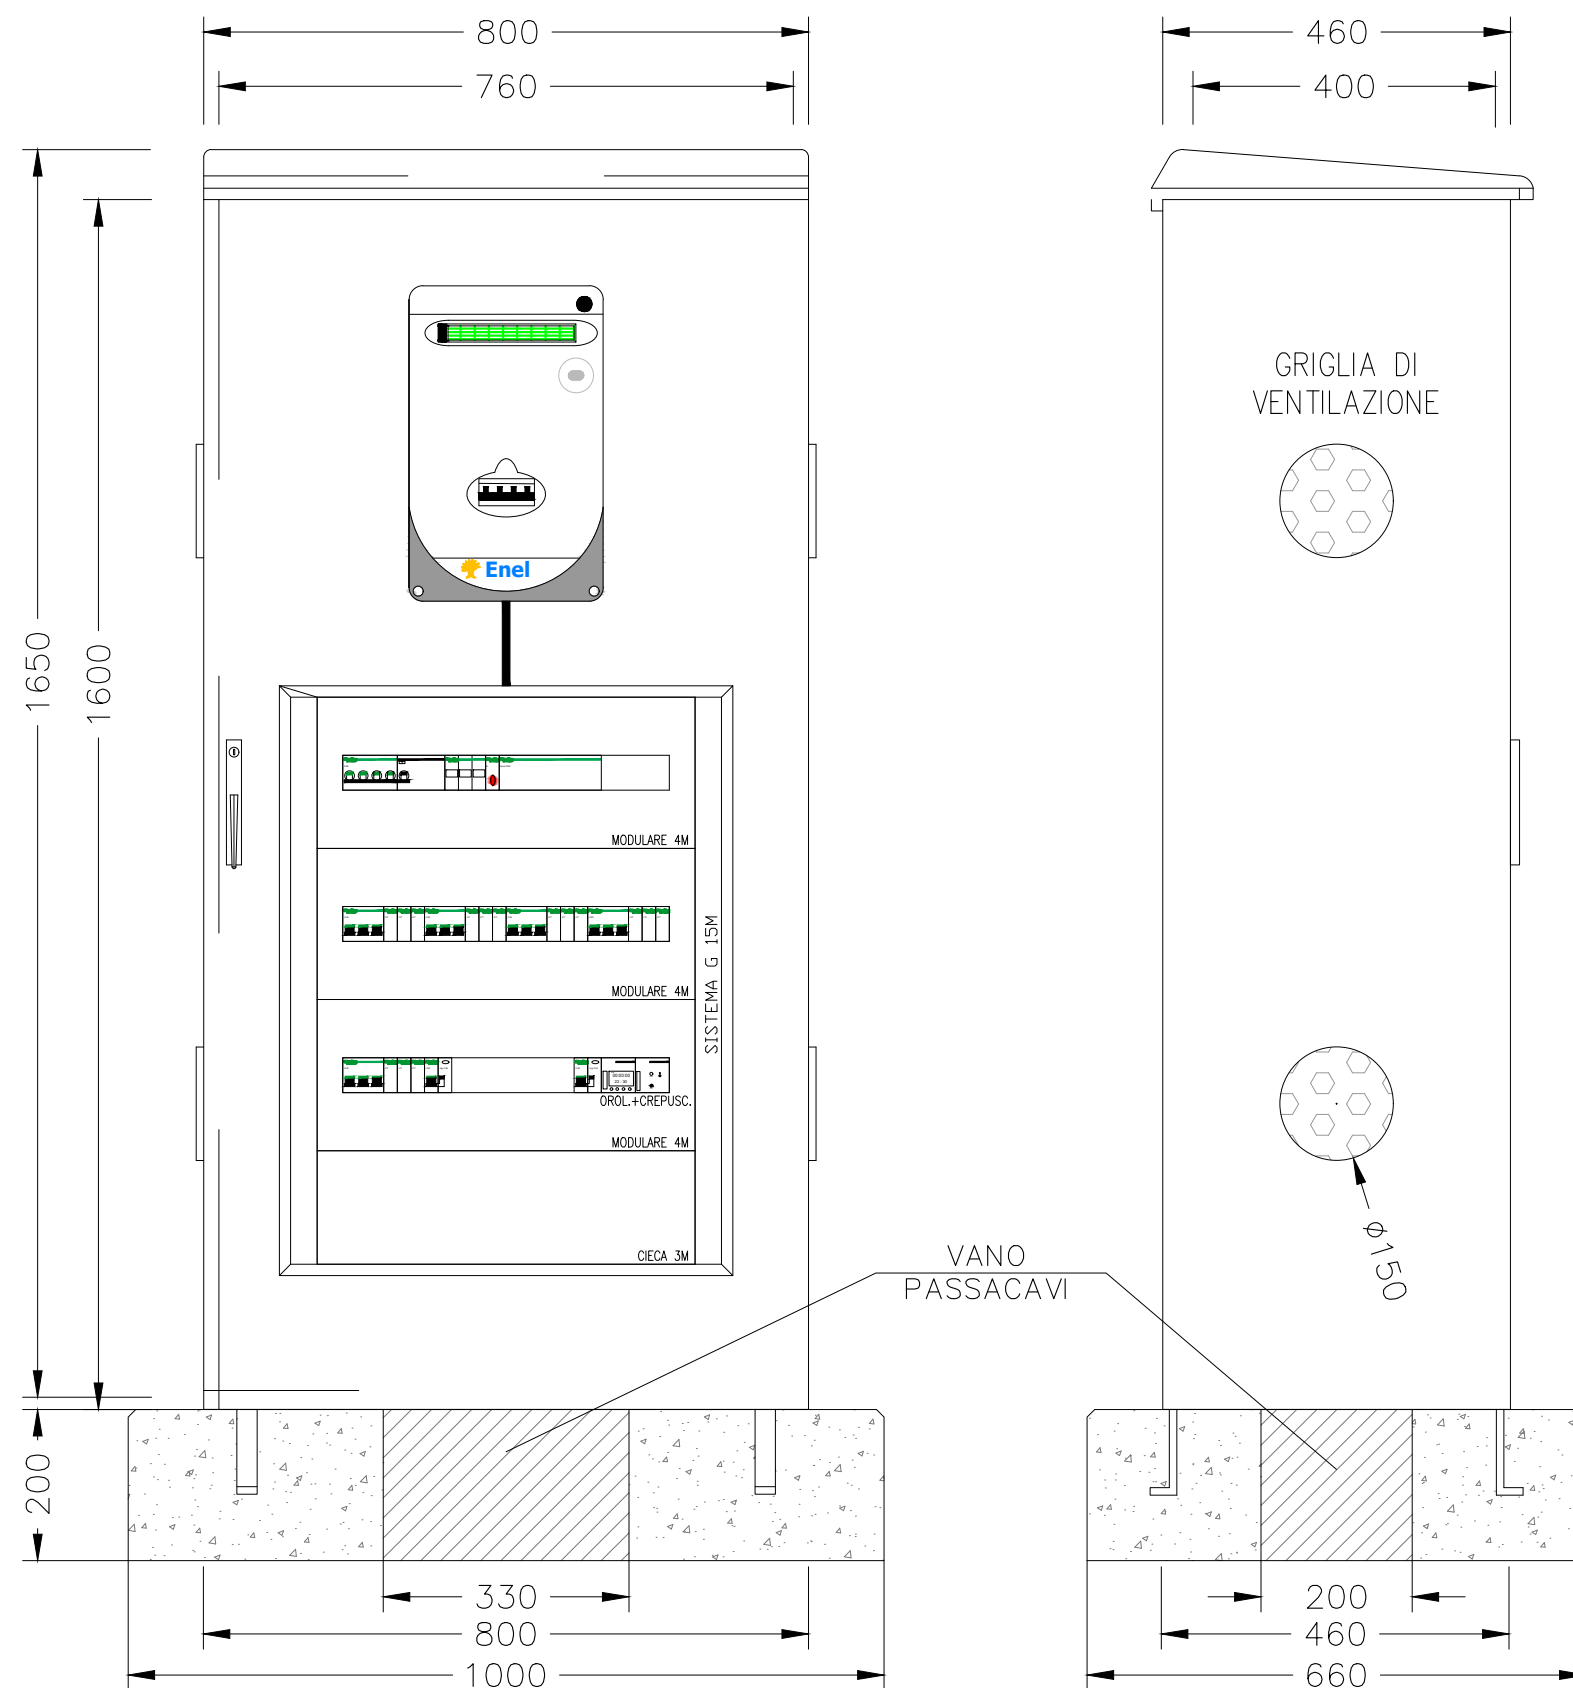 800
460
760
400
GRIGLIA DI
VENTILAZIONE
Enel
1650
1600
MODULARE 4M
SISTEMA G 15M
MODULARE 4M
OROL.+CREPUSC.
MODULARE 4M
CIECA 3M
VANO
PASSACAVI
ø150
200
330
200
800
460
1000
660